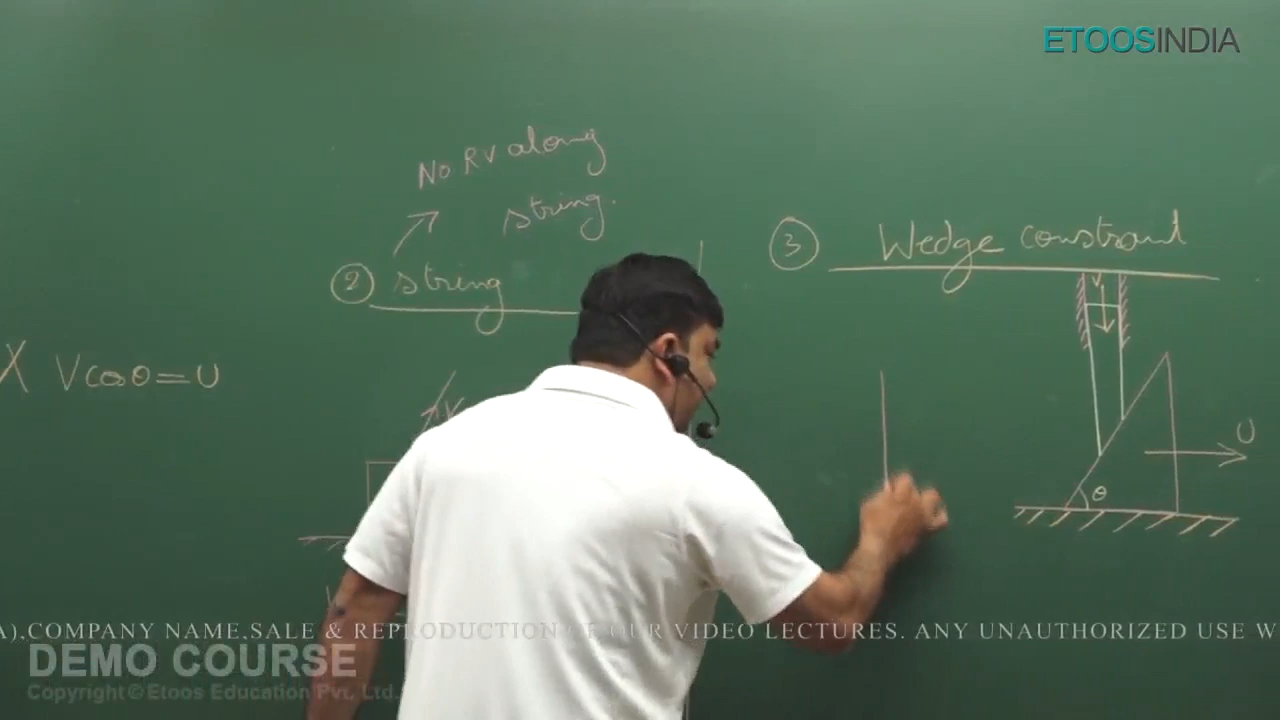 ETOOSINDIA
No RV along
string.
② string
③ Wedge constraint
V
X Vcosθ=U
V
θ
U
A),COMPANY NAME,SALE & REPRODUCTION OF OUR VIDEO LECTURES. ANY UNAUTHORIZED USE W
DEMO COURSE
Copyright © Etoos Education Pvt. Ltd.